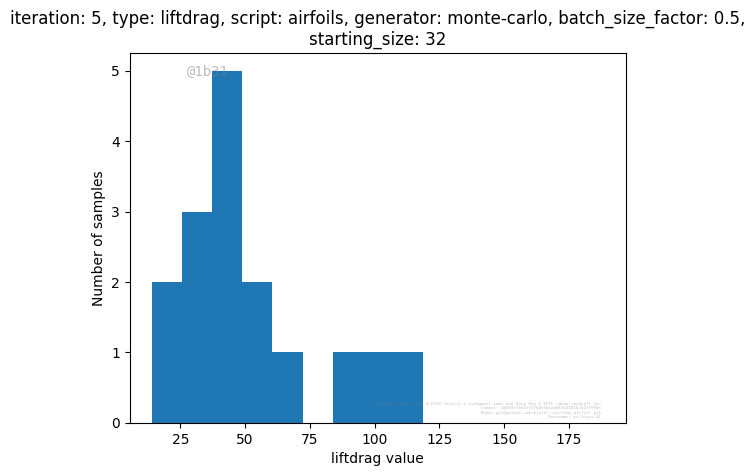 iteration: 5, type: liftdrag, script: airfoils, generator: monte-carlo, batch_size_factor: 0.5,
starting_size: 32
@1b31
5
4
3
2
1
0
Number of samples
25 50 75 100 125 150 175
liftdrag value